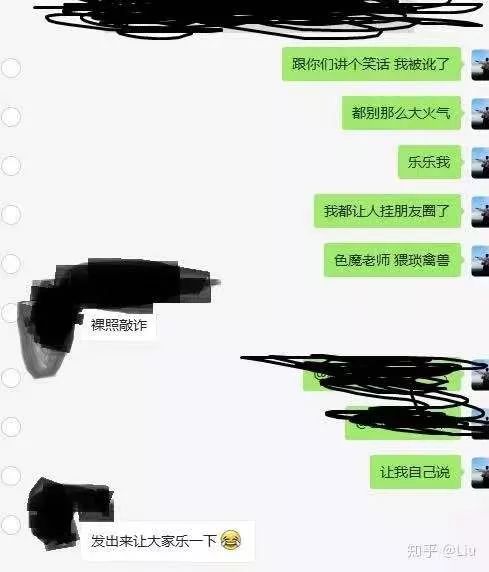 跟你们讲个笑话 我被讹了
都别那么大火气
乐乐我
我都让人挂朋友圈了
色魔老师 猥琐禽兽
裸照敲诈
让我自己说
发出来让大家乐一下
知乎 @Liu